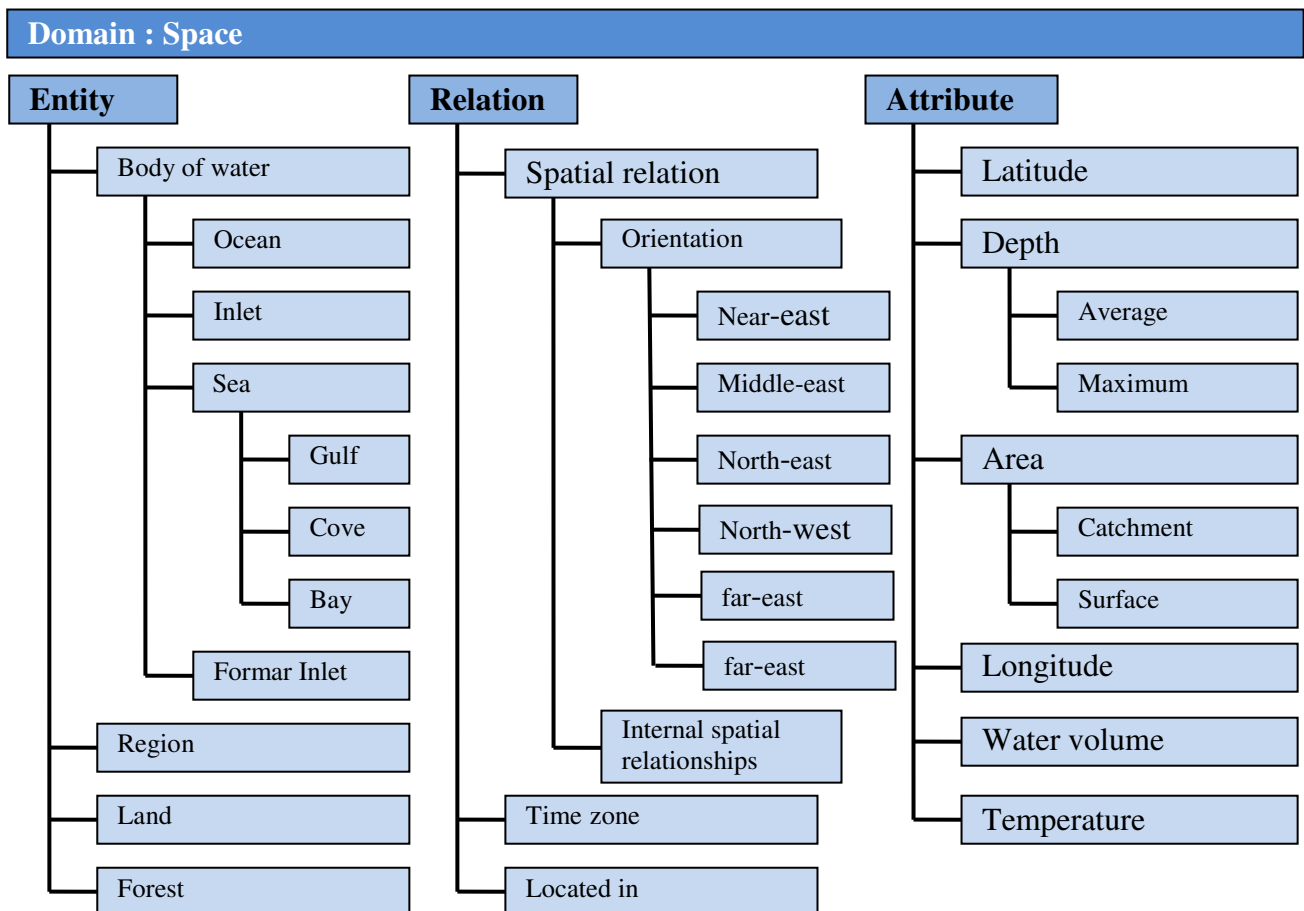 Domain : Space
Entity
Body of water
Ocean
Inlet
Sea
Gulf
Cove
Bay
Formar Inlet
Region
Land
Forest
Relation
Spatial relation
Orientation
Near-east
Middle-east
North-east
North-west
far-east
far-east
Internal spatial
relationships
Time zone
Located in
Attribute
Latitude
Depth
Average
Maximum
Area
Catchment
Surface
Longitude
Water volume
Temperature